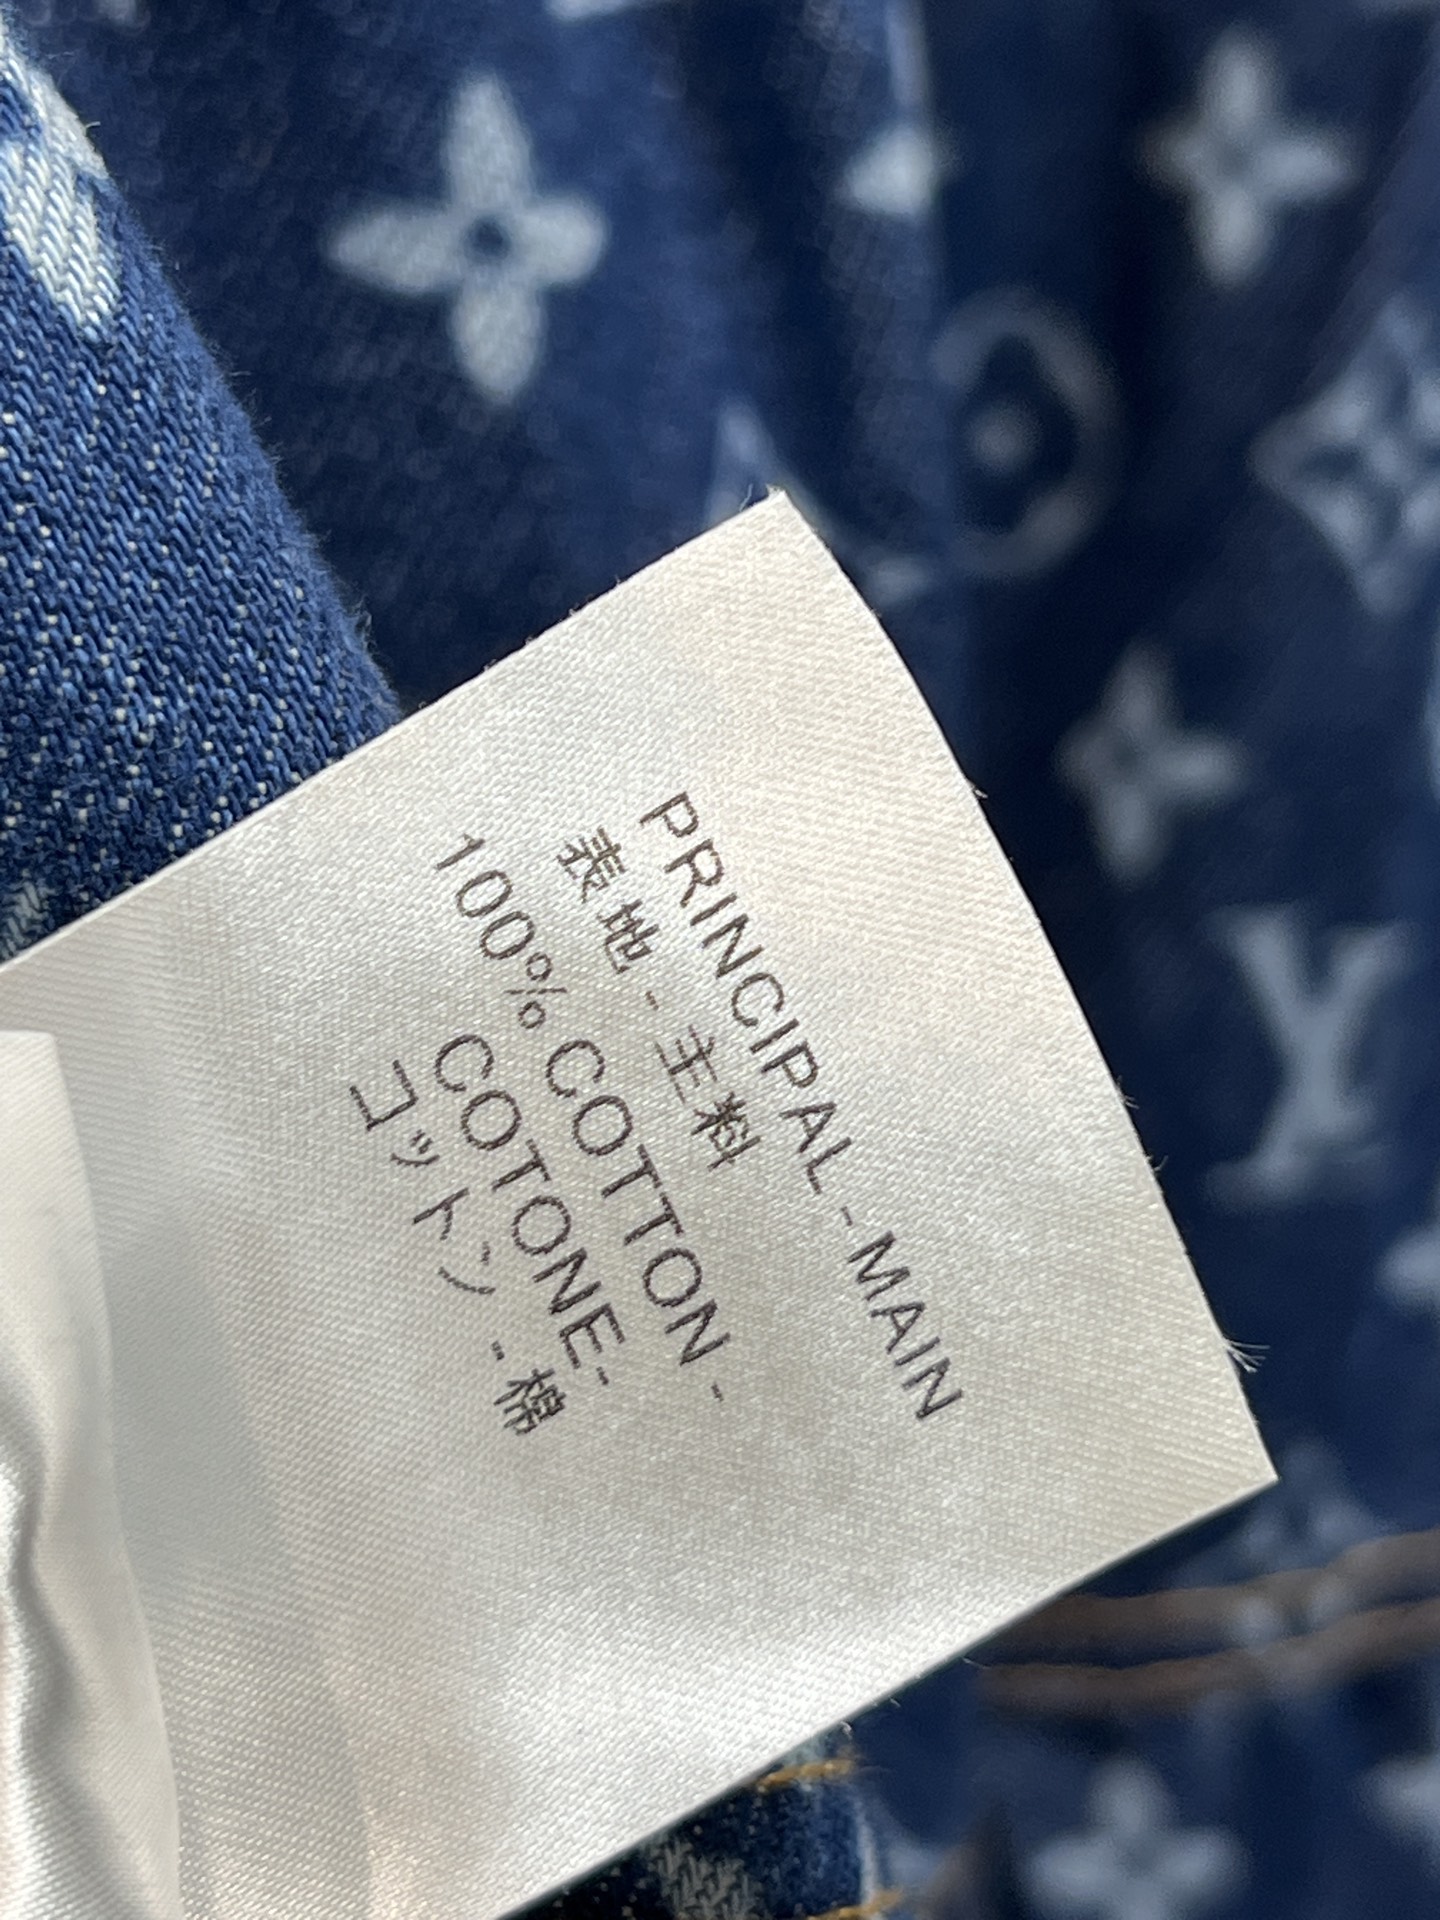 PRINCIPAL - MAIN
表地 - 主料
100% COTTON -
COTONE -
コットン - 棉